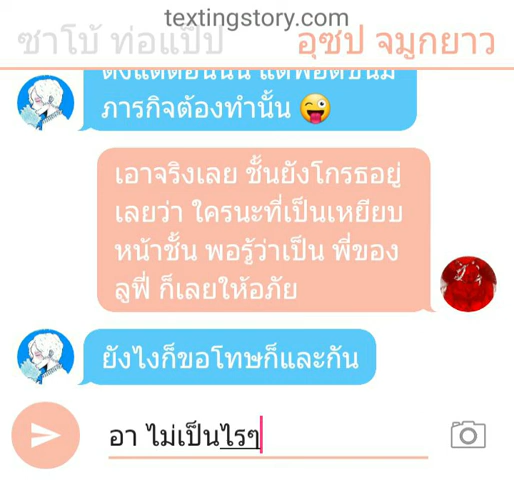 textingstory.com
ซาโบ้ ท่อแป๊ป
อุซป จมูกยาว
ภารกิจต้องทำนั้น 😜
เอาจริงเลย ชั้นยังโกรธอยู่
เลยว่า ใครนะที่เป็นเหยียบ
หน้าชั้น พอรู้ว่าเป็น พี่ของ
ลูฟี่ ก็เลยให้อภัย
ยังไงก็ขอโทษก็และกัน
อา ไม่เป็นไรๆ